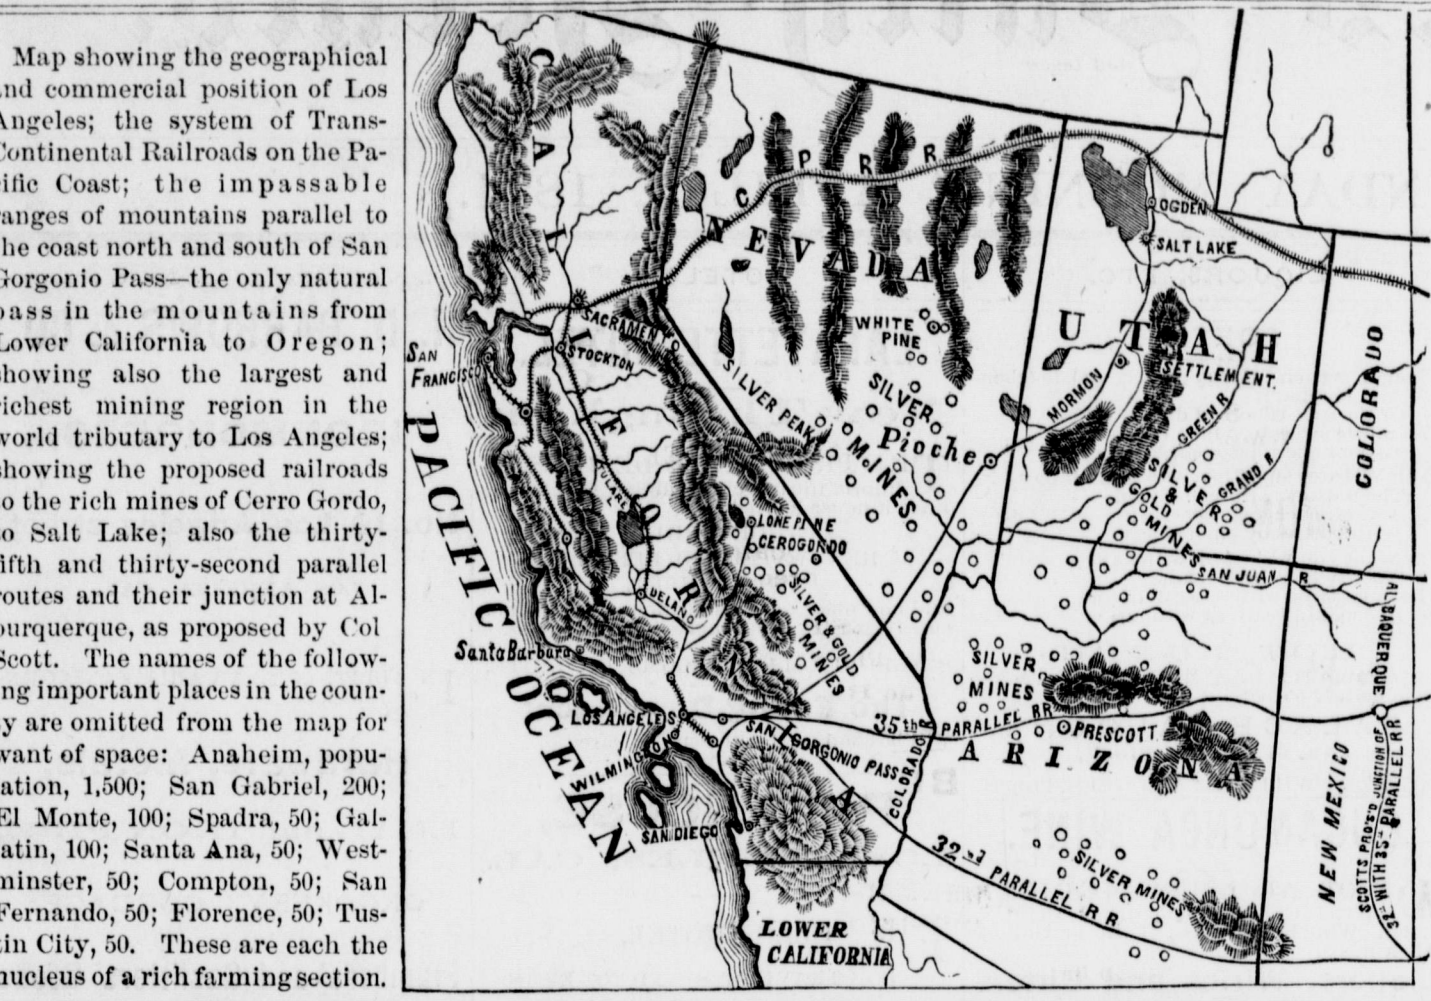 Map showing the geographical
and commercial position of Los
Angeles; the system of Trans-
Continental Railroads on the Pa-
cific Coast; the impassable
ranges of mountains parallel to
the coast north and south of San
Gorgonio Pass—the only natural
pass in the mountains from
Lower California to Oregon;
showing also the largest and
richest mining region in the
world tributary to Los Angeles;
showing the proposed railroads
to the rich mines of Cerro Gordo,
to Salt Lake; also the thirty-
fifth and thirty-second parallel
routes and their junction at Al-
burquerque, as proposed by Col
Scott. The names of the follow-
ing important places in the coun-
ty are omitted from the map for
want of space: Anaheim, popu-
lation, 1,500; San Gabriel, 200;
El Monte, 100; Spadra, 50; Gal-
latin, 100; Santa Ana, 50; West-
minster, 50; Compton, 50; San
Fernando, 50; Florence, 50; Tus-
tin City, 50. These are each the
nucleus of a rich farming section.
CALIFORNIA
C P R R
NEVADA
OGDEN
SALT LAKE
UTAH
SETTLEMENT.
MORMON
GREEN R
GRAND R
COLORADO
SACRAMENTO
STOCKTON
SAN
FRANCISCO
WHITE
PINE
SILVER PEAK
SILVER
MINES
Pioche
SILVER
&
GOLD
MINES
SAN JUAN R
TULARE
LONE PINE
CEROGORDO
DELANO
SILVER & GOLD
MINES
PACIFIC
OCEAN
Santa Barbara
LOS ANGELES
WILMING
SAN DIEGO
SAN GORGONIO PASS
COLORADO R
35th PARALLEL RR
SILVER
MINES
PRESCOTT
ARIZONA
32nd PARALLEL R R
SILVER MINES
LOWER
CALIFORNIA
NEW MEXICO
ALBAQUERQUE
SCOTTS PROS'D JUNCTION OF
32d WITH 35th PARALLEL RR